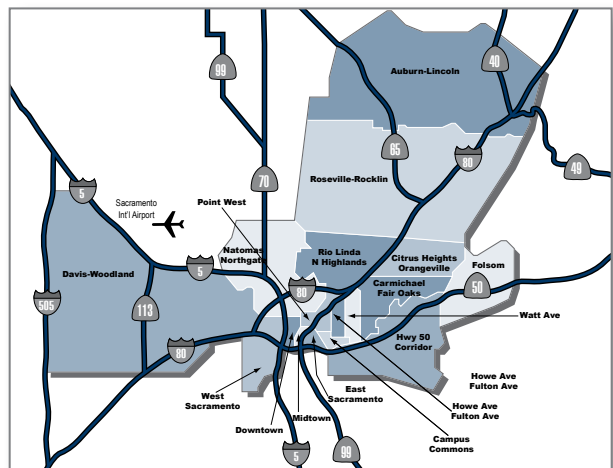 40
Auburn-Lincoln
99
65
80
49
5
Sacramento
Int'l Airport
70
Roseville-Rocklin
Point West
Natomas
Northgate
Rio Linda
N Highlands
Citrus Heights
Orangeville
Folsom
Davis-Woodland
5
80
Carmichael
Fair Oaks
50
505
113
Watt Ave
80
Hwy 50
Corridor
West
Sacramento
East
Sacramento
Howe Ave
Fulton Ave
Downtown
Midtown
Howe Ave
Fulton Ave
Campus
Commons
5
99